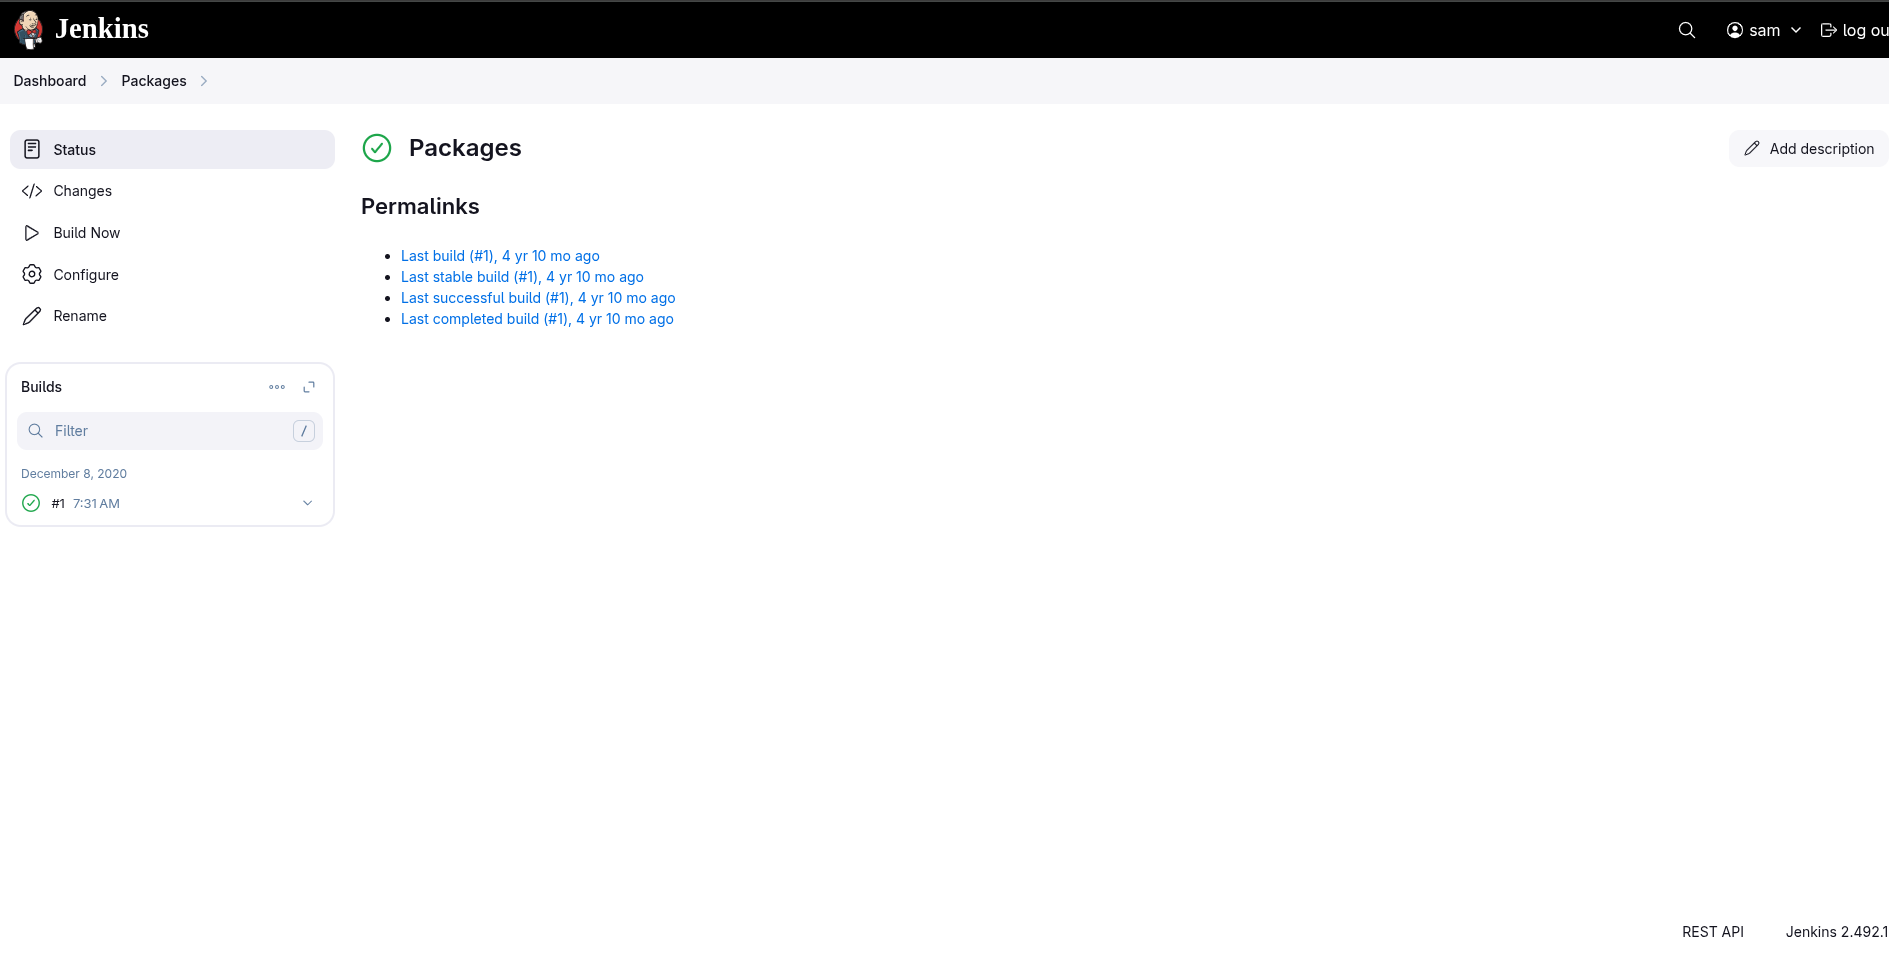 Jenkins
sam
log ou
Dashboard
Packages
Status
Changes
Build Now
Configure
Rename
Builds
Filter /
December 8, 2020
#1 7:31 AM
Packages
Add description
Permalinks
Last build (#1), 4 yr 10 mo ago
Last stable build (#1), 4 yr 10 mo ago
Last successful build (#1), 4 yr 10 mo ago
Last completed build (#1), 4 yr 10 mo ago
REST API
Jenkins 2.492.1